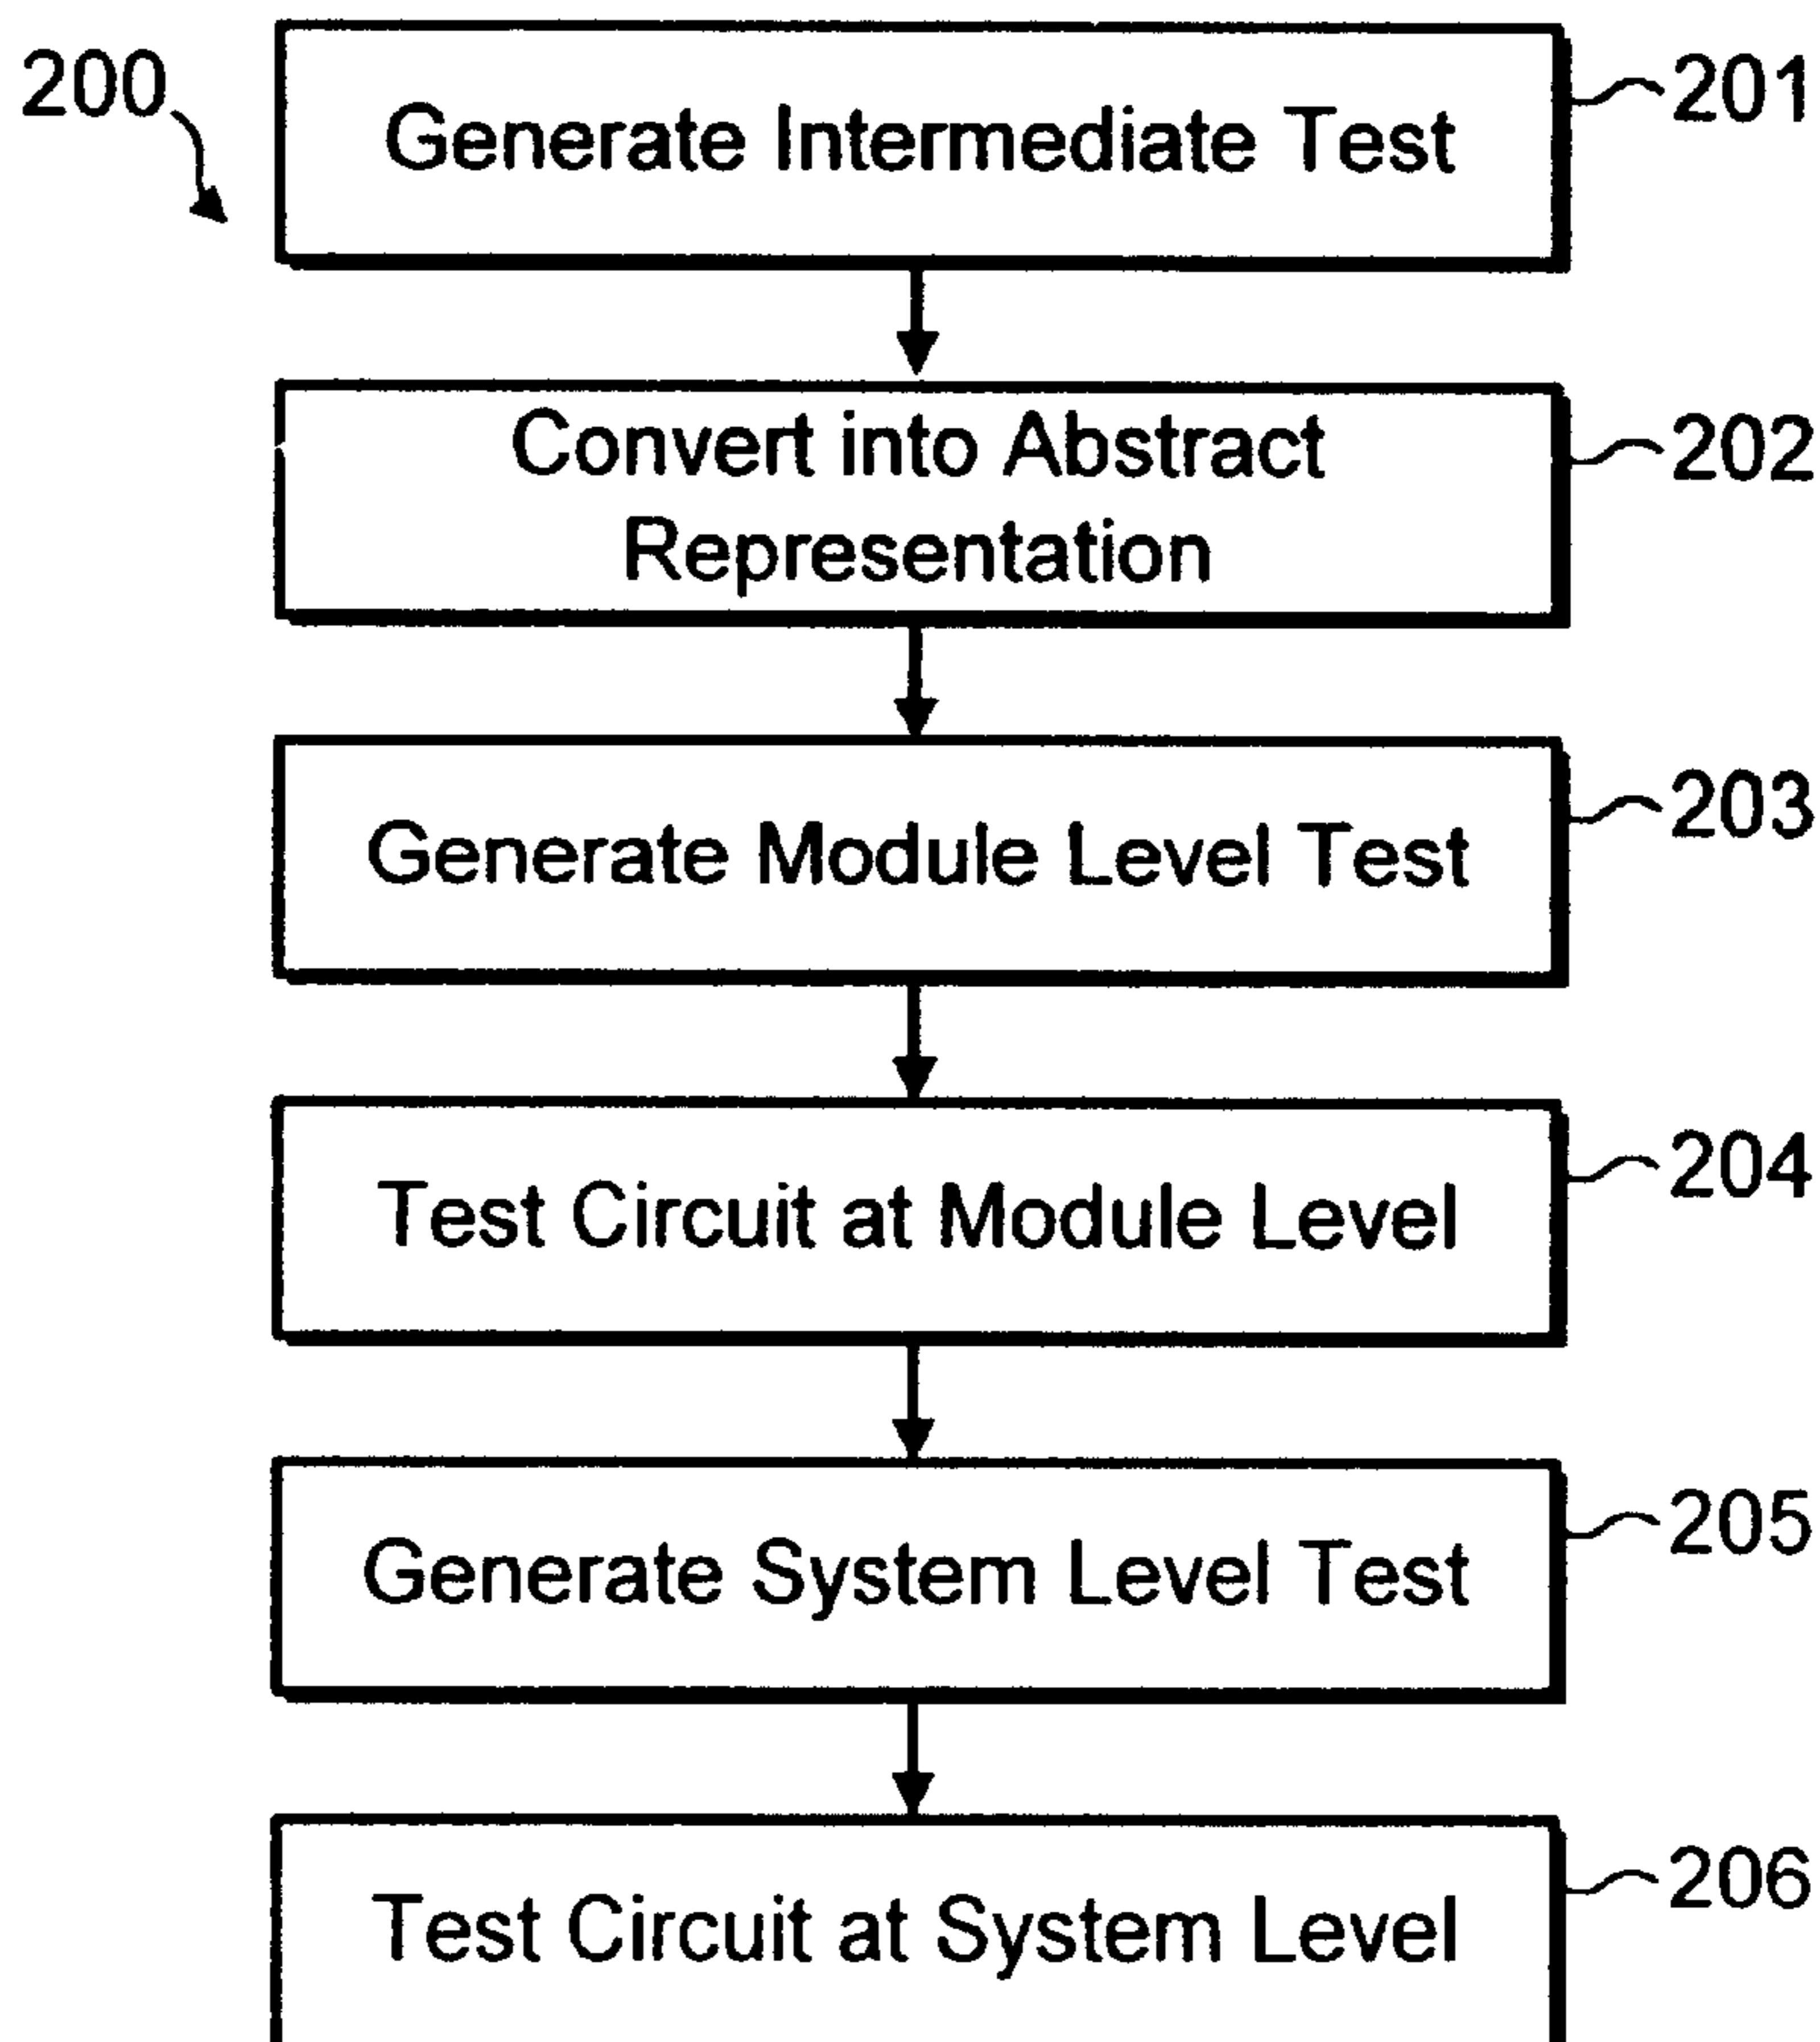 200
Generate Intermediate Test
201
Convert into Abstract
Representation
202
Generate Module Level Test
203
Test Circuit at Module Level
204
Generate System Level Test
205
Test Circuit at System Level
206